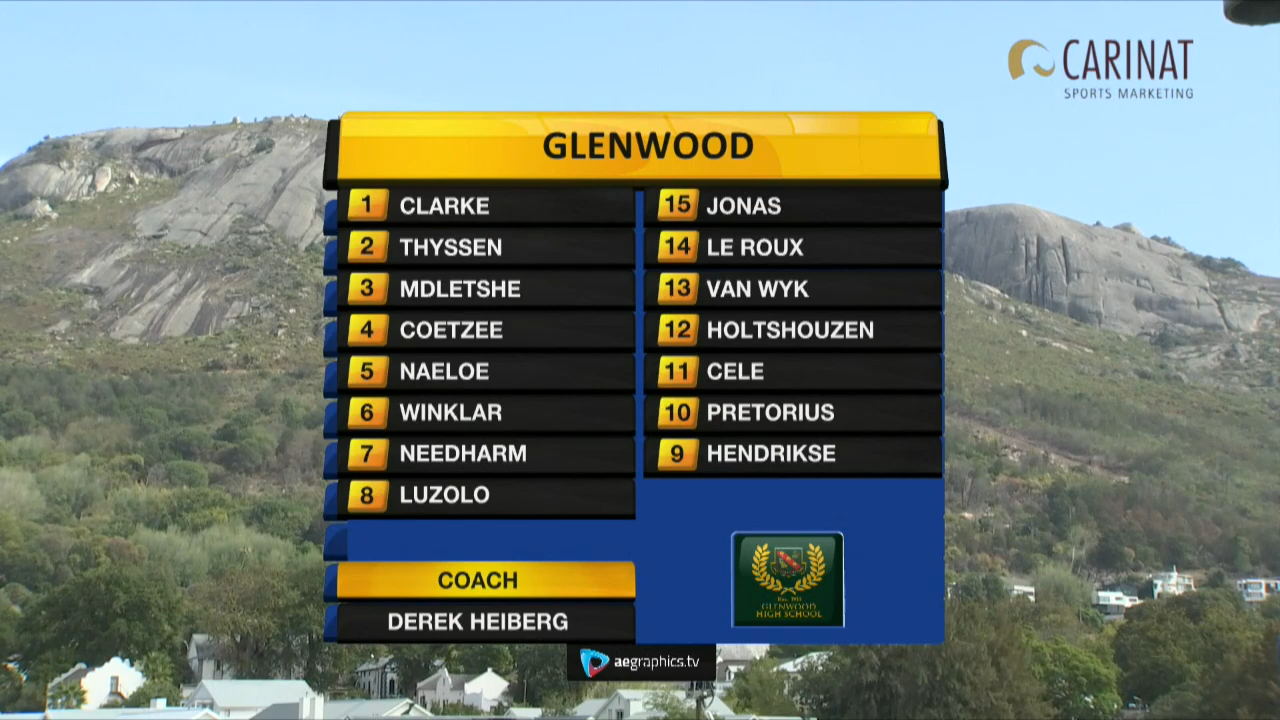 CARINAT
SPORTS MARKETING
GLENWOOD
1 CLARKE
2 THYSSEN
3 MDLETSHE
4 COETZEE
5 NAELOE
6 WINKLAR
7 NEEDHARM
8 LUZOLO
15 JONAS
14 LE ROUX
13 VAN WYK
12 HOLTSHOUZEN
11 CELE
10 PRETORIUS
9 HENDRIKSE
COACH
DEREK HEIBERG
GLENWOOD
HIGH SCHOOL
aegraphics.tv